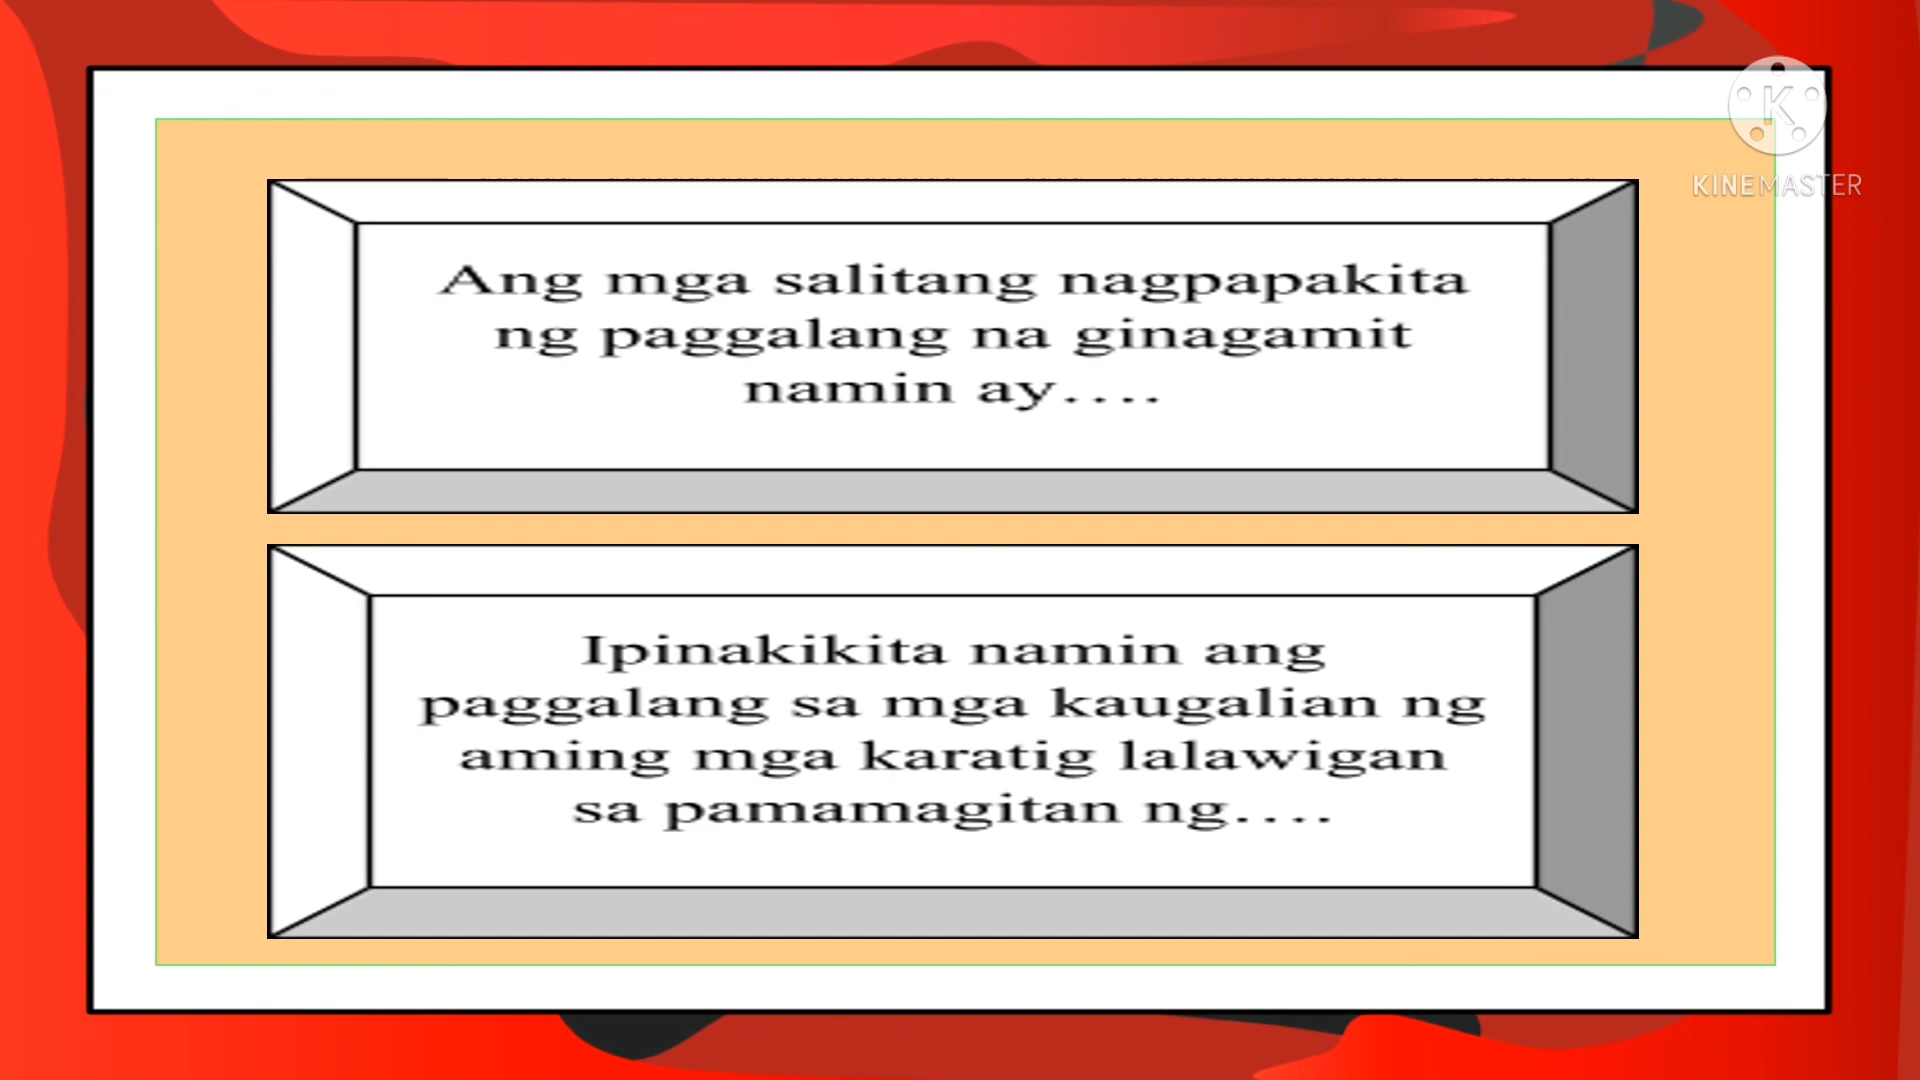 KINEMASTER
Ang mga salitang nagpapakita
ng paggalang na ginagamit
namin ay....
Ipinakikita namin ang
paggalang sa mga kaugalian ng
aming mga karatig lalawigan
sa pamamagitan ng....